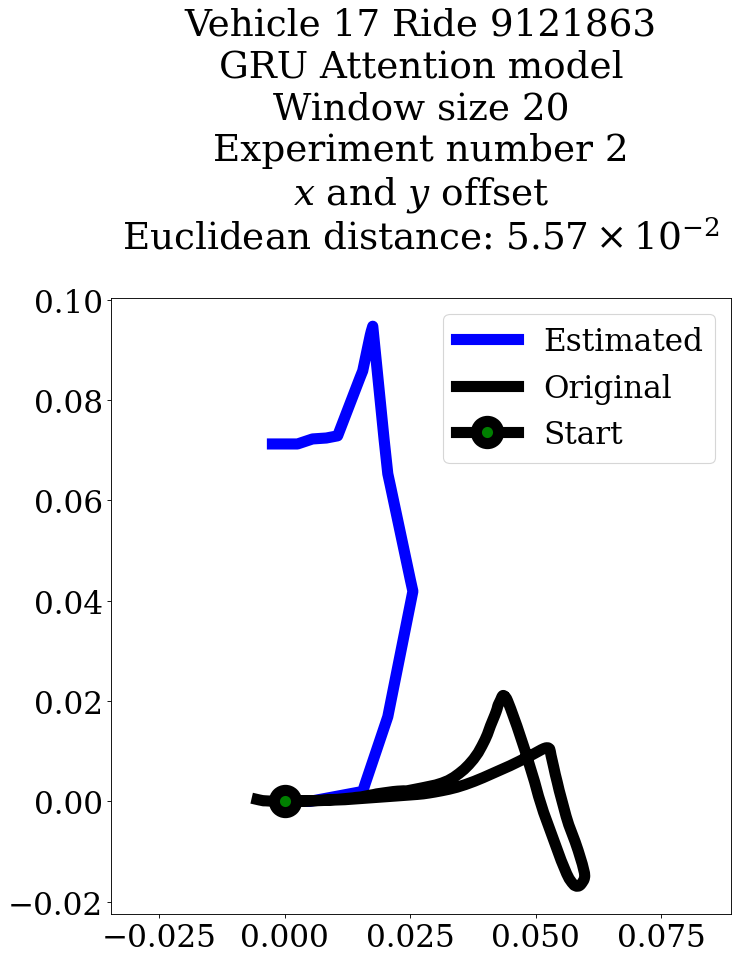 Vehicle 17 Ride 9121863
GRU Attention model
Window size 20
Experiment number 2
x and y offset
Euclidean distance: 5.57 × 10⁻²
0.10
0.08
0.06
0.04
0.02
0.00
−0.02
Estimated
Original
Start
−0.025 0.000 0.025 0.050 0.075